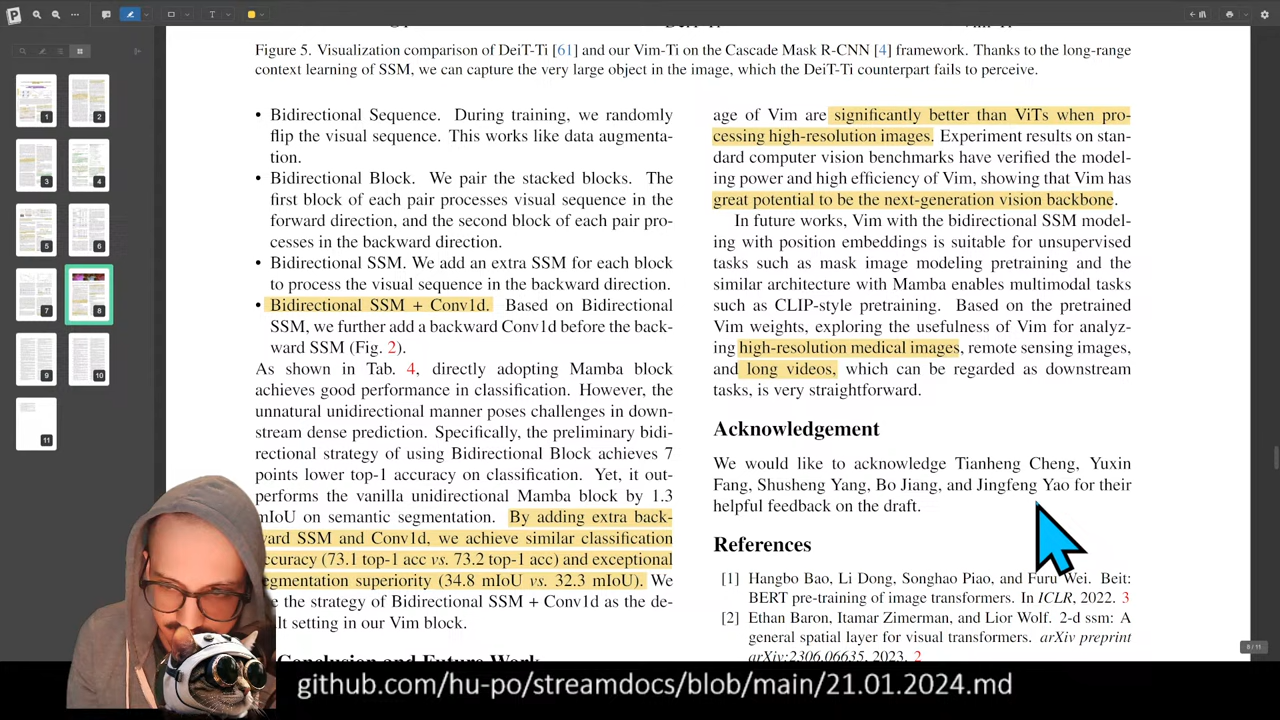 Figure 5. Visualization comparison of DeiT-Ti [61] and our Vim-Ti on the Cascade Mask R-CNN [4] framework. Thanks to the long-range
context learning of SSM, we can capture the very large object in the image, which the DeiT-Ti counterpart fails to perceive.
• Bidirectional Sequence. During training, we randomly
flip the visual sequence. This works like data augmenta-
tion.
• Bidirectional Block. We pair the stacked blocks. The
first block of each pair processes visual sequence in the
forward direction, and the second block of each pair pro-
cesses in the backward direction.
• Bidirectional SSM. We add an extra SSM for each block
to process the visual sequence in the backward direction.
• Bidirectional SSM + Conv1d. Based on Bidirectional
SSM, we further add a backward Conv1d before the back-
ward SSM (Fig. 2).
As shown in Tab. 4, directly adopting Mamba block
achieves good performance in classification. However, the
unnatural unidirectional manner poses challenges in down-
stream dense prediction. Specifically, the preliminary bidi-
rectional strategy of using Bidirectional Block achieves 7
points lower top-1 accuracy on classification. Yet, it out-
performs the vanilla unidirectional Mamba block by 1.3
mIoU on semantic segmentation. By adding extra back-
ward SSM and Conv1d, we achieve similar classification
accuracy (73.1 top-1 acc vs. 73.2 top-1 acc) and exceptional
segmentation superiority (34.8 mIoU vs. 32.3 mIoU). We
the strategy of Bidirectional SSM + Conv1d as the de-
setting in our Vim block.
Conclusion and Future Work
age of Vim are significantly better than ViTs when pro-
cessing high-resolution images. Experiment results on stan-
dard computer vision benchmarks have verified the model-
ing power and high efficiency of Vim, showing that Vim has
great potential to be the next-generation vision backbone.
In future works, Vim with the bidirectional SSM model-
ing with position embeddings is suitable for unsupervised
tasks such as mask image modeling pretraining and the
similar architecture with Mamba enables multimodal tasks
such as CLIP-style pretraining. Based on the pretrained
Vim weights, exploring the usefulness of Vim for analyz-
ing high-resolution medical images, remote sensing images,
and long videos, which can be regarded as downstream
tasks, is very straightforward.
Acknowledgement
We would like to acknowledge Tianheng Cheng, Yuxin
Fang, Shusheng Yang, Bo Jiang, and Jingfeng Yao for their
helpful feedback on the draft.
References
[1] Hangbo Bao, Li Dong, Songhao Piao, and Furu Wei. Beit:
BERT pre-training of image transformers. In ICLR, 2022. 3
[2] Ethan Baron, Itamar Zimerman, and Lior Wolf. 2-d ssm: A
general spatial layer for visual transformers. arXiv preprint
arXiv:2306.06635, 2023. 2
1
2
3
4
5
6
7
8
9
10
11
8 / 11
github.com/hu-po/streamdocs/blob/main/21.01.2024.md